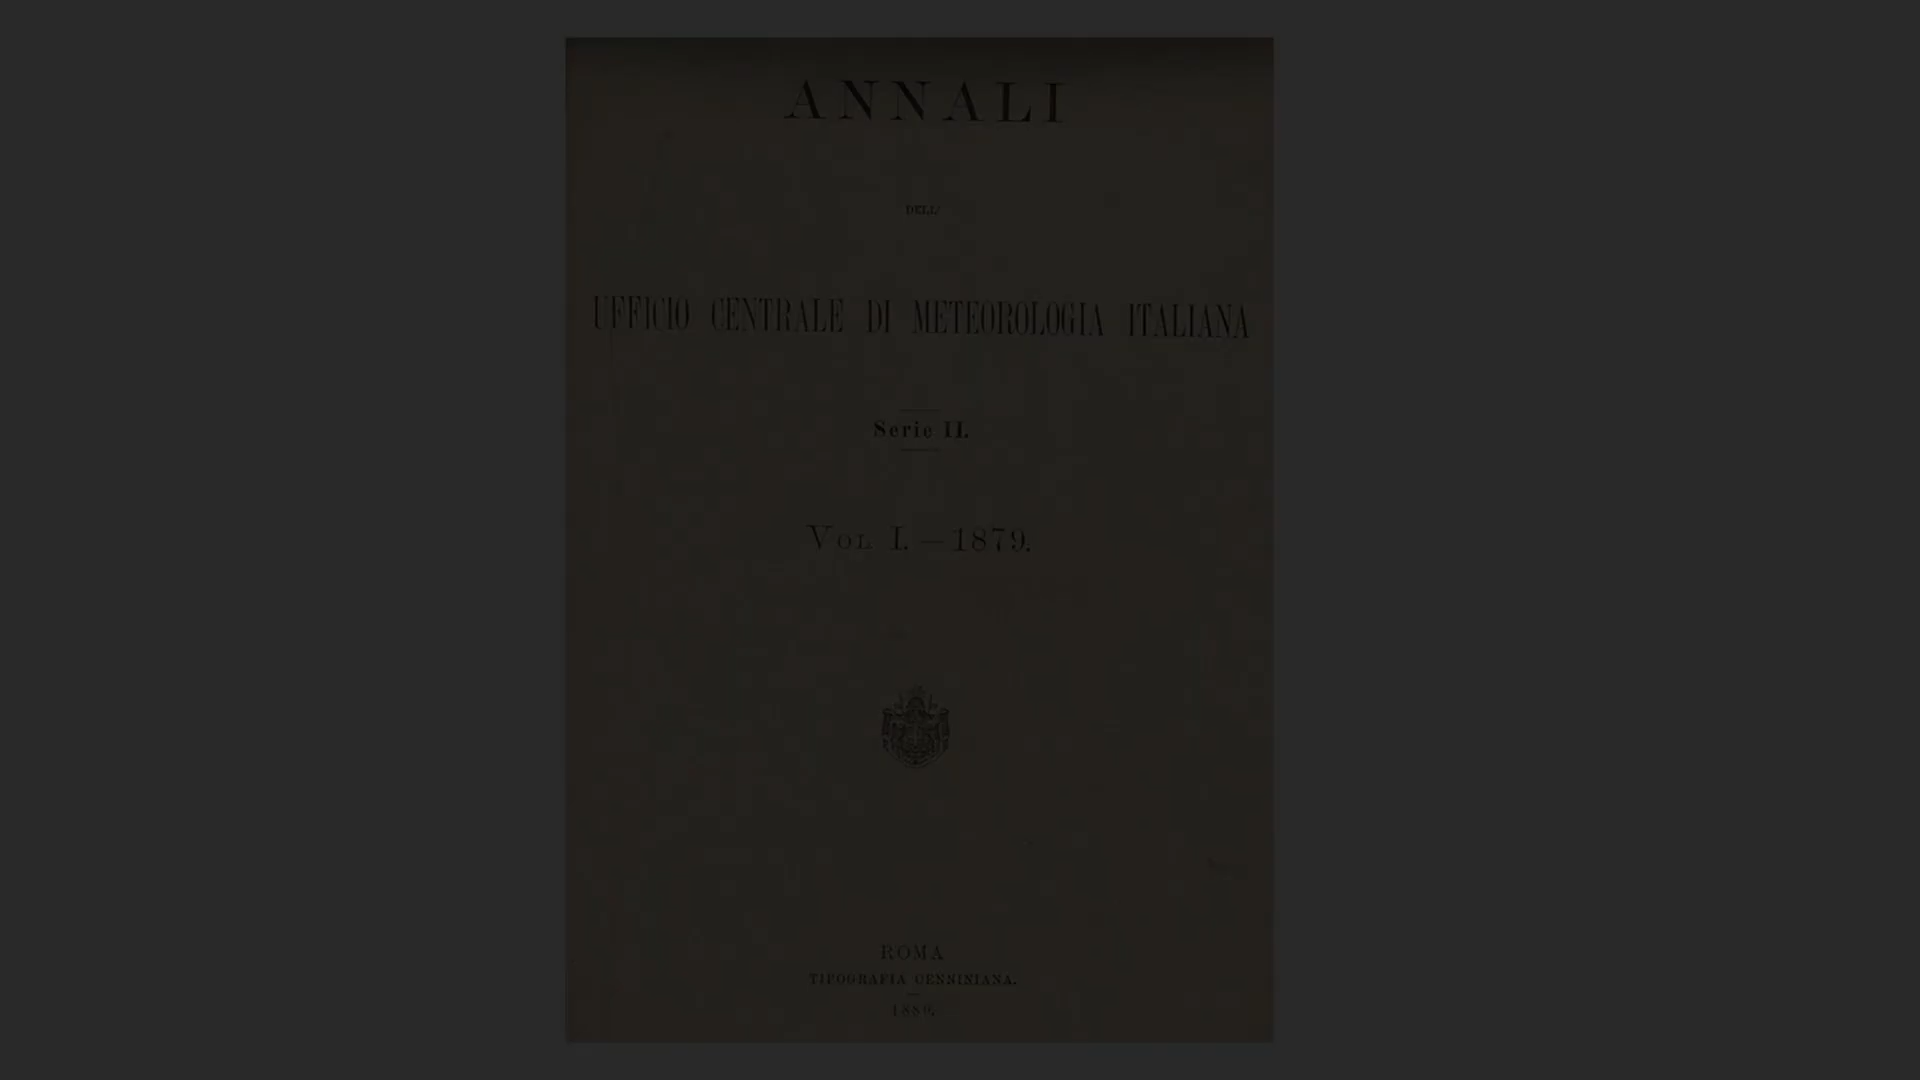 ANNALI
DELL'
UFFICIO CENTRALE DI METEOROLOGIA ITALIANA
Serie II.
VOL I. — 1879.
ROMA
TIPOGRAFIA CENNINIANA.